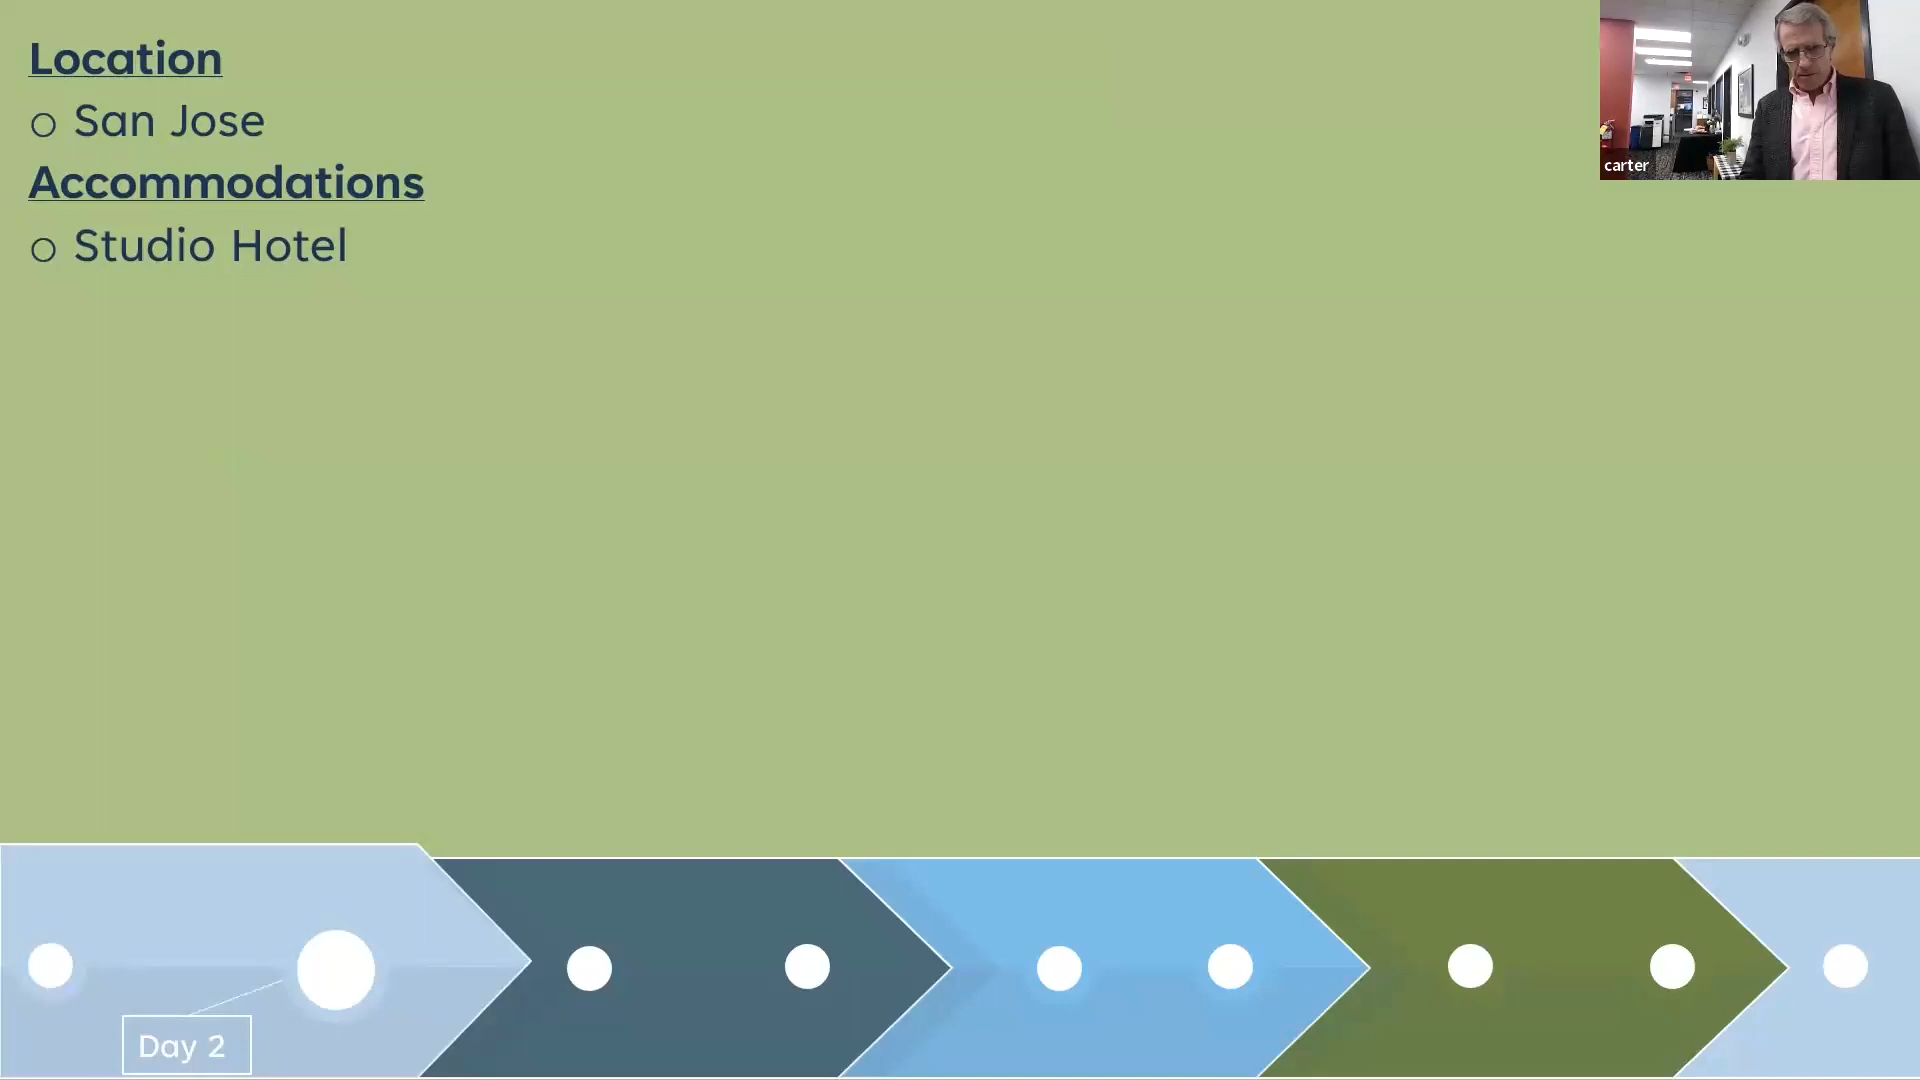 Location
○ San Jose
Accommodations
○ Studio Hotel
carter
Day 2